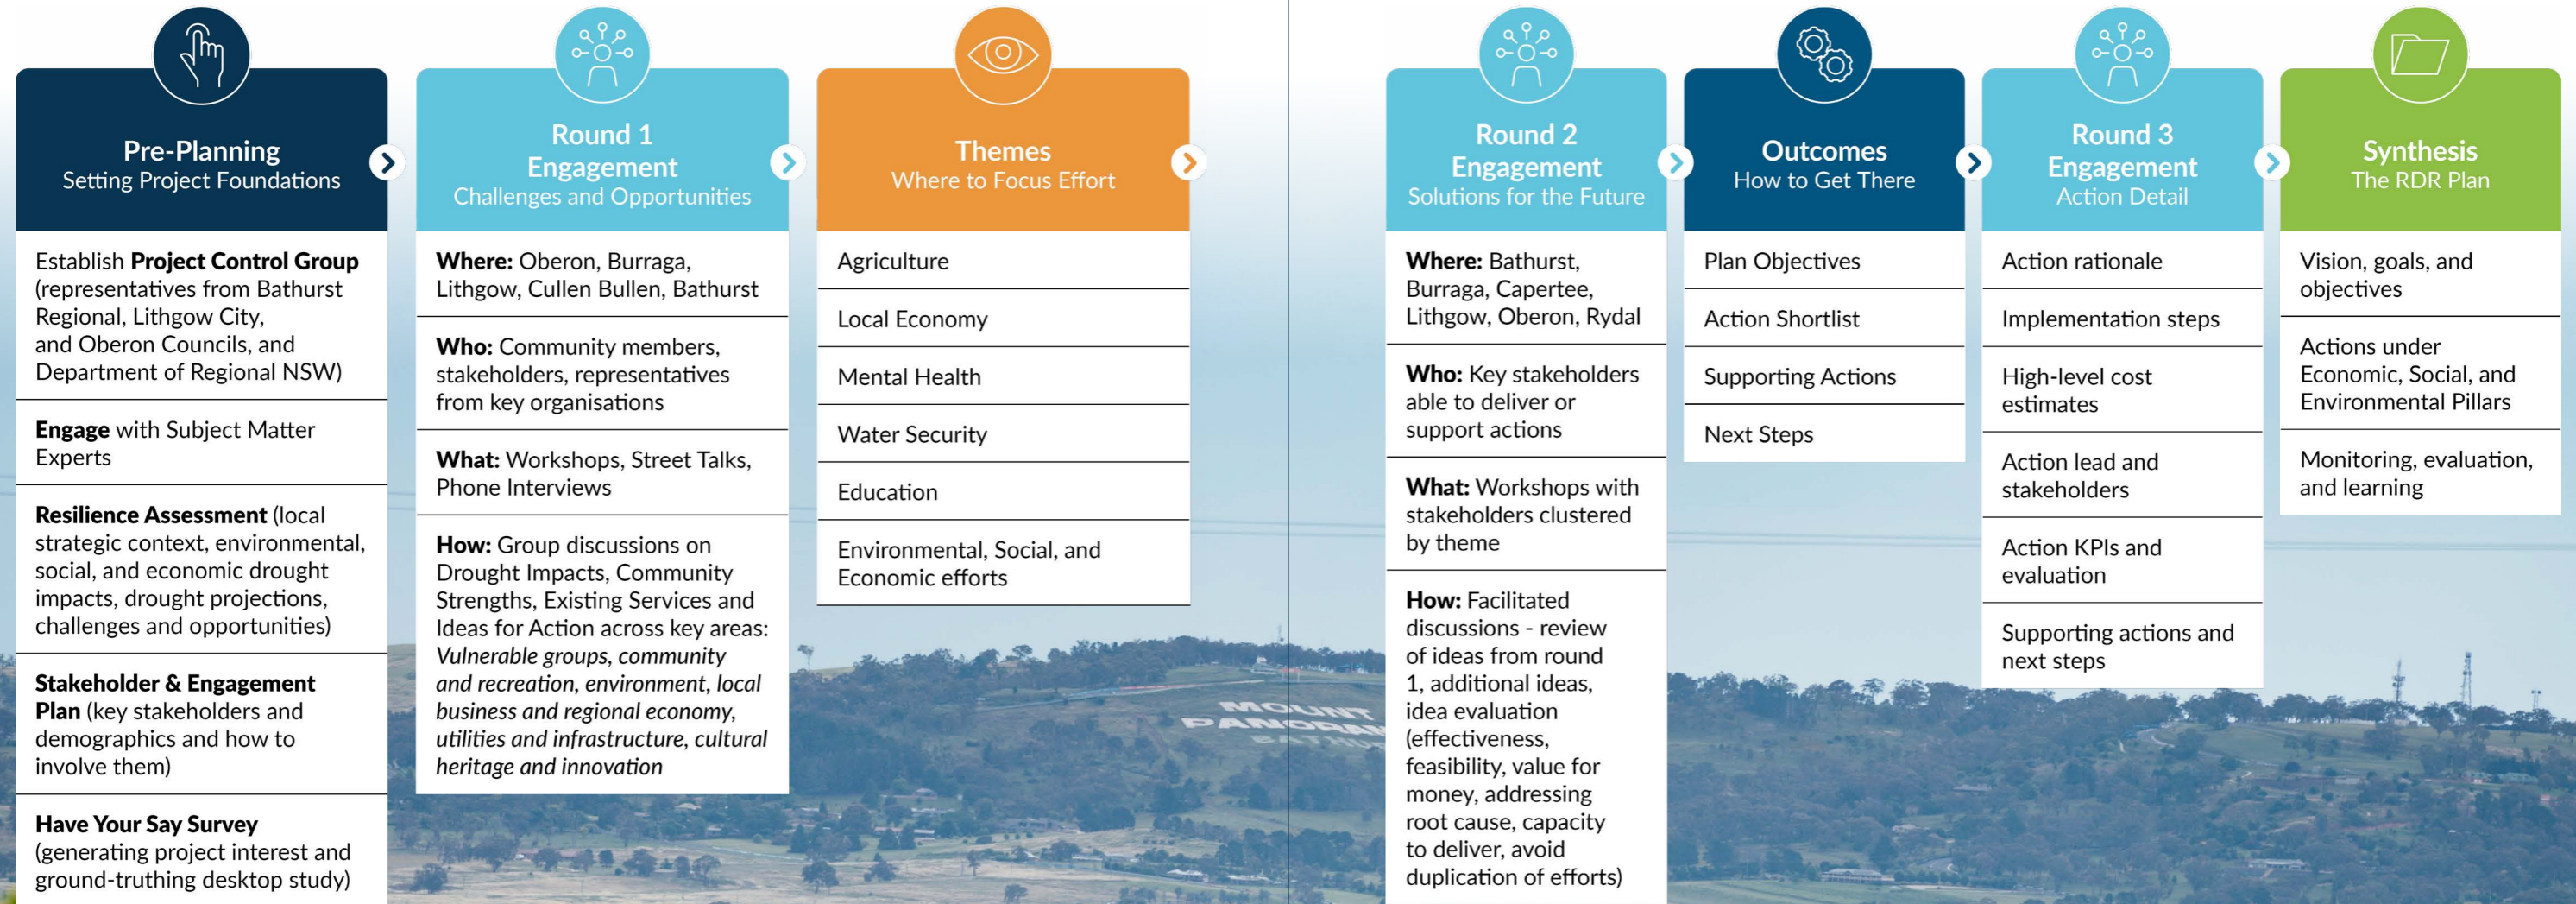 Pre-Planning
Setting Project Foundations
Establish Project Control Group
(representatives from Bathurst
Regional, Lithgow City,
and Oberon Councils, and
Department of Regional NSW)
Engage with Subject Matter
Experts
Resilience Assessment (local
strategic context, environmental,
social, and economic drought
impacts, drought projections,
challenges and opportunities)
Stakeholder & Engagement
Plan (key stakeholders and
demographics and how to
involve them)
Have Your Say Survey
(generating project interest and
ground-truthing desktop study)
Round 1
Engagement
Challenges and Opportunities
Where: Oberon, Burraga,
Lithgow, Cullen Bullen, Bathurst
Who: Community members,
stakeholders, representatives
from key organisations
What: Workshops, Street Talks,
Phone Interviews
How: Group discussions on
Drought Impacts, Community
Strengths, Existing Services and
Ideas for Action across key areas:
Vulnerable groups, community
and recreation, environment, local
business and regional economy,
utilities and infrastructure, cultural
heritage and innovation
Themes
Where to Focus Effort
Agriculture
Local Economy
Mental Health
Water Security
Education
Environmental, Social, and
Economic efforts
MOUNT
Round 2
Engagement
Solutions for the Future
Where: Bathurst,
Burraga, Capertee,
Lithgow, Oberon, Rydal
Who: Key stakeholders
able to deliver or
support actions
What: Workshops with
stakeholders clustered
by theme
How: Facilitated
discussions - review
of ideas from round
1, additional ideas,
idea evaluation
(effectiveness,
feasibility, value for
money, addressing
root cause, capacity
to deliver, avoid
duplication of efforts)
Outcomes
How to Get There
Plan Objectives
Action Shortlist
Supporting Actions
Next Steps
Round 3
Engagement
Action Detail
Action rationale
Implementation steps
High-level cost
estimates
Action lead and
stakeholders
Action KPIs and
evaluation
Supporting actions and
next steps
Synthesis
The RDR Plan
Vision, goals, and
objectives
Actions under
Economic, Social, and
Environmental Pillars
Monitoring, evaluation,
and learning